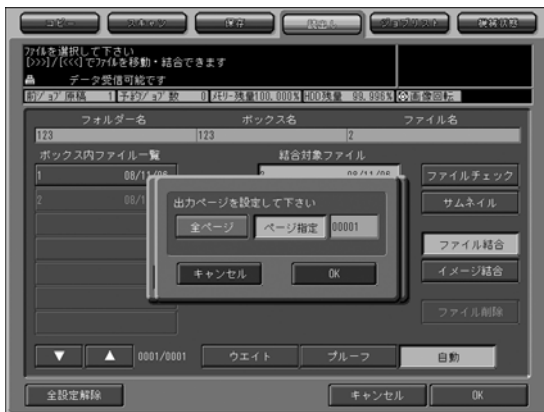 コピー スキャン 保存 読出し ジョブリスト 機械状態
ファイルを選択して下さい
[>>>]/[<<<]でファイルを移動・結合できます
データ受信可能です
前ジョブ原稿 1 予約ジョブ数 0 メモリー残量100.000% HDD残量 99.996% 画像回転
フォルダー名 ボックス名 ファイル名
123 123 2
ボックス内ファイル一覧 結合対象ファイル
1 08/11/06 08/11/06 ファイルチェック
2 サムネイル
出力ページを設定して下さい
全ページ ページ指定 00001
ファイル結合
キャンセル OK イメージ結合
ファイル削除
▼ ▲ 0001/0001 ウエイト プルーフ 自動
全設定解除 キャンセル OK